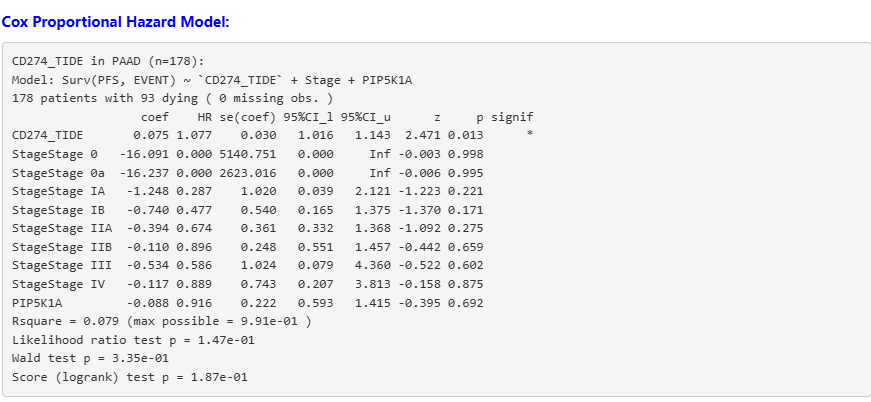 Cox Proportional Hazard Model:
CD274_TIDE in PAAD (n=178):
Model: Surv(PFS, EVENT) ~ `CD274_TIDE` + Stage + PIP5K1A
178 patients with 93 dying ( 0 missing obs. )
coef HR se(coef) 95%CI_l 95%CI_u z p signif
CD274_TIDE 0.075 1.077 0.030 1.016 1.143 2.471 0.013 *
StageStage 0 -16.091 0.000 5140.751 0.000 Inf -0.003 0.998
StageStage 0a -16.237 0.000 2623.016 0.000 Inf -0.006 0.995
StageStage IA -1.248 0.287 1.020 0.039 2.121 -1.223 0.221
StageStage IB -0.740 0.477 0.540 0.165 1.375 -1.370 0.171
StageStage IIA -0.394 0.674 0.361 0.332 1.368 -1.092 0.275
StageStage IIB -0.110 0.896 0.248 0.551 1.457 -0.442 0.659
StageStage III -0.534 0.586 1.024 0.079 4.360 -0.522 0.602
StageStage IV -0.117 0.889 0.743 0.207 3.813 -0.158 0.875
PIP5K1A -0.088 0.916 0.222 0.593 1.415 -0.395 0.692
Rsquare = 0.079 (max possible = 9.91e-01 )
Likelihood ratio test p = 1.47e-01
Wald test p = 3.35e-01
Score (logrank) test p = 1.87e-01